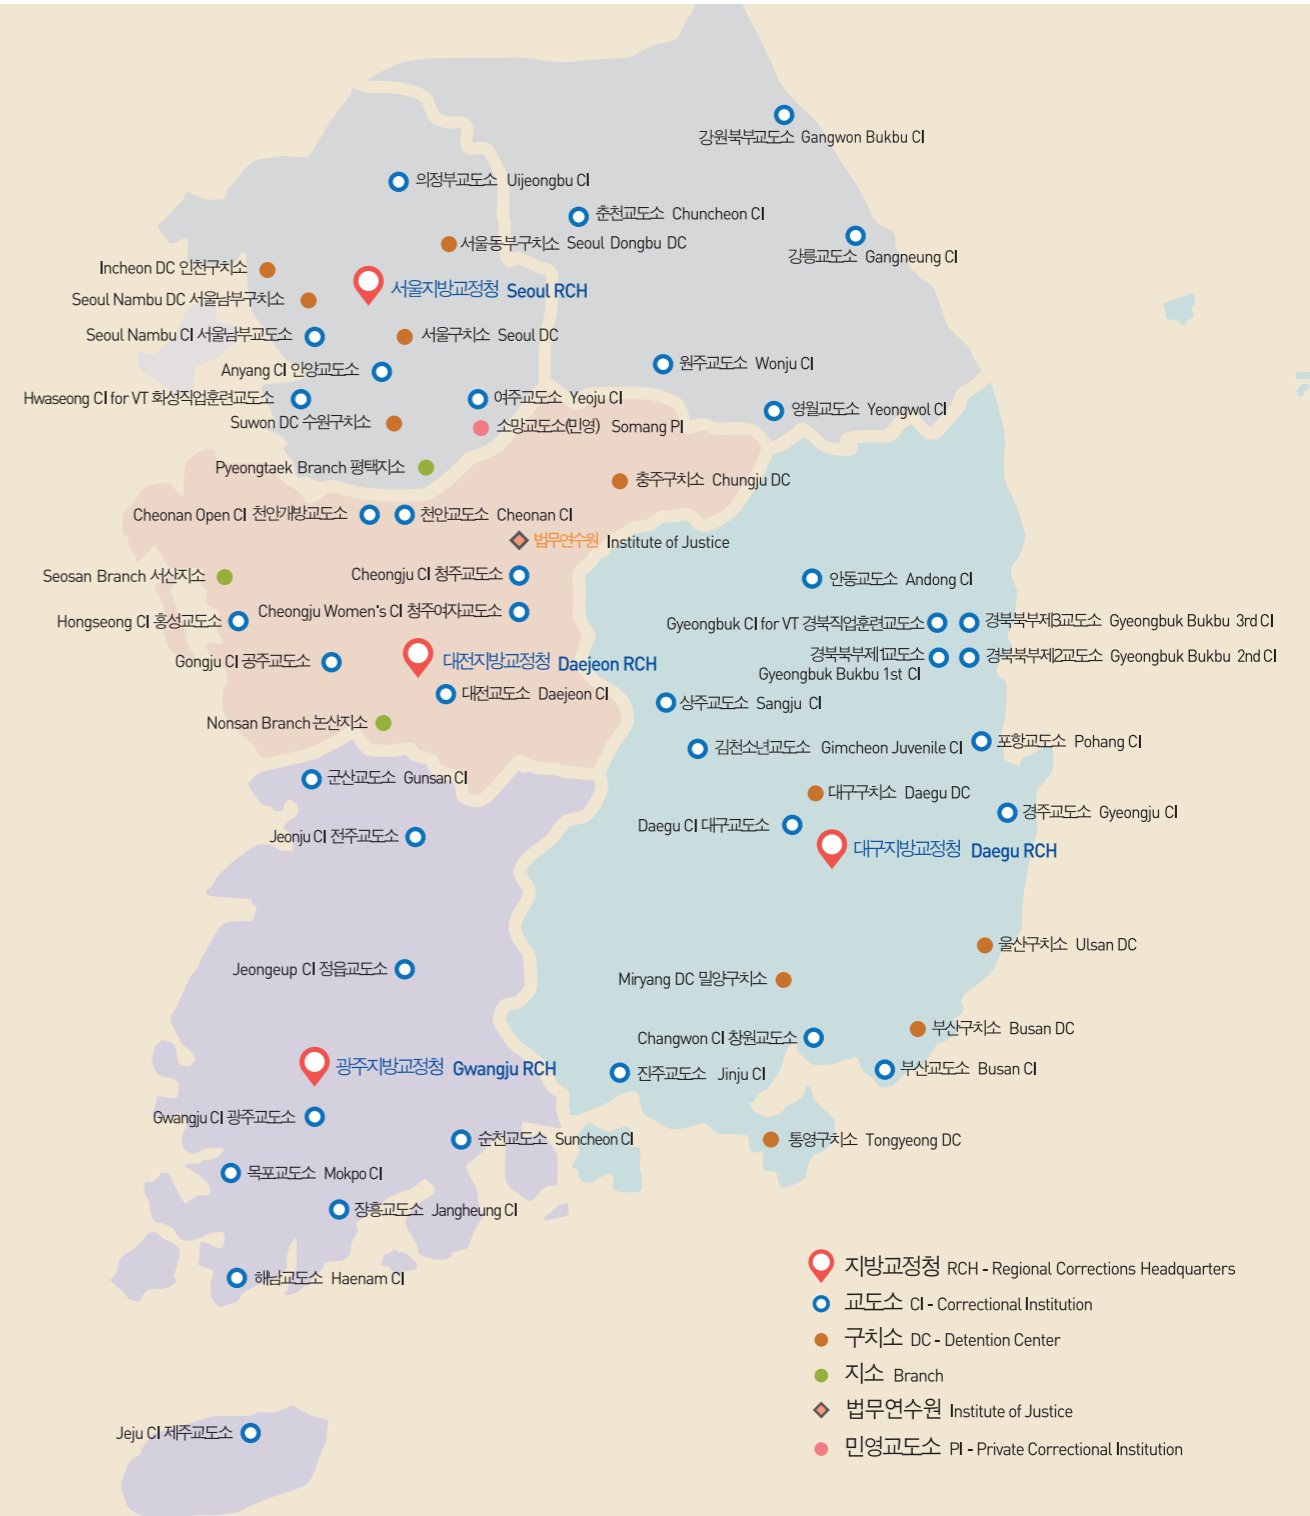 강원북부교도소 Gangwon Bukbu CI
의정부교도소 Uijeongbu CI
춘천교도소 Chuncheon CI
서울동부구치소 Seoul Dongbu DC
강릉교도소 Gangneung CI
Incheon DC 인천구치소
서울지방교정청 Seoul RCH
Seoul Nambu DC 서울남부구치소
Seoul Nambu CI 서울남부교도소
서울구치소 Seoul DC
Anyang CI 안양교도소
원주교도소 Wonju CI
Hwaseong CI for VT 화성직업훈련교도소
여주교도소 Yeoju CI
영월교도소 Yeongwol CI
Suwon DC 수원구치소
소망교도소(민영) Somang PI
Pyeongtaek Branch 평택지소
충주구치소 Chungju DC
Cheonan Open CI 천안개방교도소
천안교도소 Cheonan CI
법무연수원 Institute of Justice
Seosan Branch 서산지소
Cheongju CI 청주교도소
안동교도소 Andong CI
Cheongju Women's CI 청주여자교도소
Hongseong CI 홍성교도소
Gyeongbuk CI for VT 경북직업훈련교도소
경북북부제3교도소 Gyeongbuk Bukbu 3rd CI
Gongju CI 공주교도소
대전지방교정청 Daejeon RCH
경북북부제1교도소
Gyeongbuk Bukbu 1st CI
경북북부제2교도소 Gyeongbuk Bukbu 2nd CI
대전교도소 Daejeon CI
상주교도소 Sangju CI
Nonsan Branch 논산지소
김천소년교도소 Gimcheon Juvenile CI
포항교도소 Pohang CI
군산교도소 Gunsan CI
대구구치소 Daegu DC
경주교도소 Gyeongju CI
Jeonju CI 전주교도소
Daegu CI 대구교도소
대구지방교정청 Daegu RCH
울산구치소 Ulsan DC
Jeongeup CI 정읍교도소
Miryang DC 밀양구치소
부산구치소 Busan DC
Changwon CI 창원교도소
광주지방교정청 Gwangju RCH
진주교도소 Jinju CI
부산교도소 Busan CI
Gwangju CI 광주교도소
순천교도소 Suncheon CI
통영구치소 Tongyeong DC
목포교도소 Mokpo CI
장흥교도소 Jangheung CI
해남교도소 Haenam CI
Jeju CI 제주교도소
지방교정청 RCH - Regional Corrections Headquarters
교도소 CI - Correctional Institution
구치소 DC - Detention Center
지소 Branch
법무연수원 Institute of Justice
민영교도소 PI - Private Correctional Institution